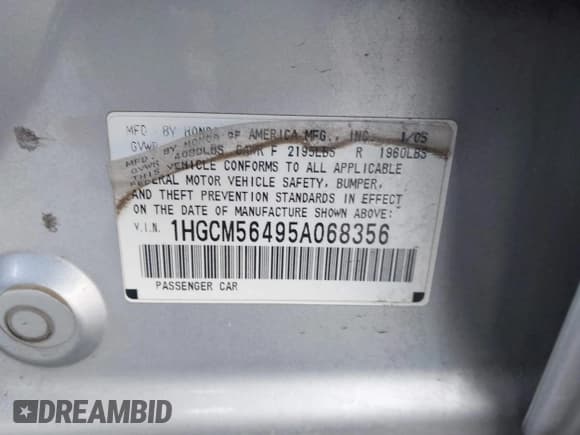 MFD. BY HONDA OF AMERICA MFG., INC. 1/05
GVWR 4080LBS GAWR F 2195LBS R 1960LBS
THIS VEHICLE CONFORMS TO ALL APPLICABLE
FEDERAL MOTOR VEHICLE SAFETY, BUMPER,
AND THEFT PREVENTION STANDARDS IN EFFECT
ON THE DATE OF MANUFACTURE SHOWN ABOVE.
V.I.N. 1HGCM56495A068356
PASSENGER CAR
DREAMBID